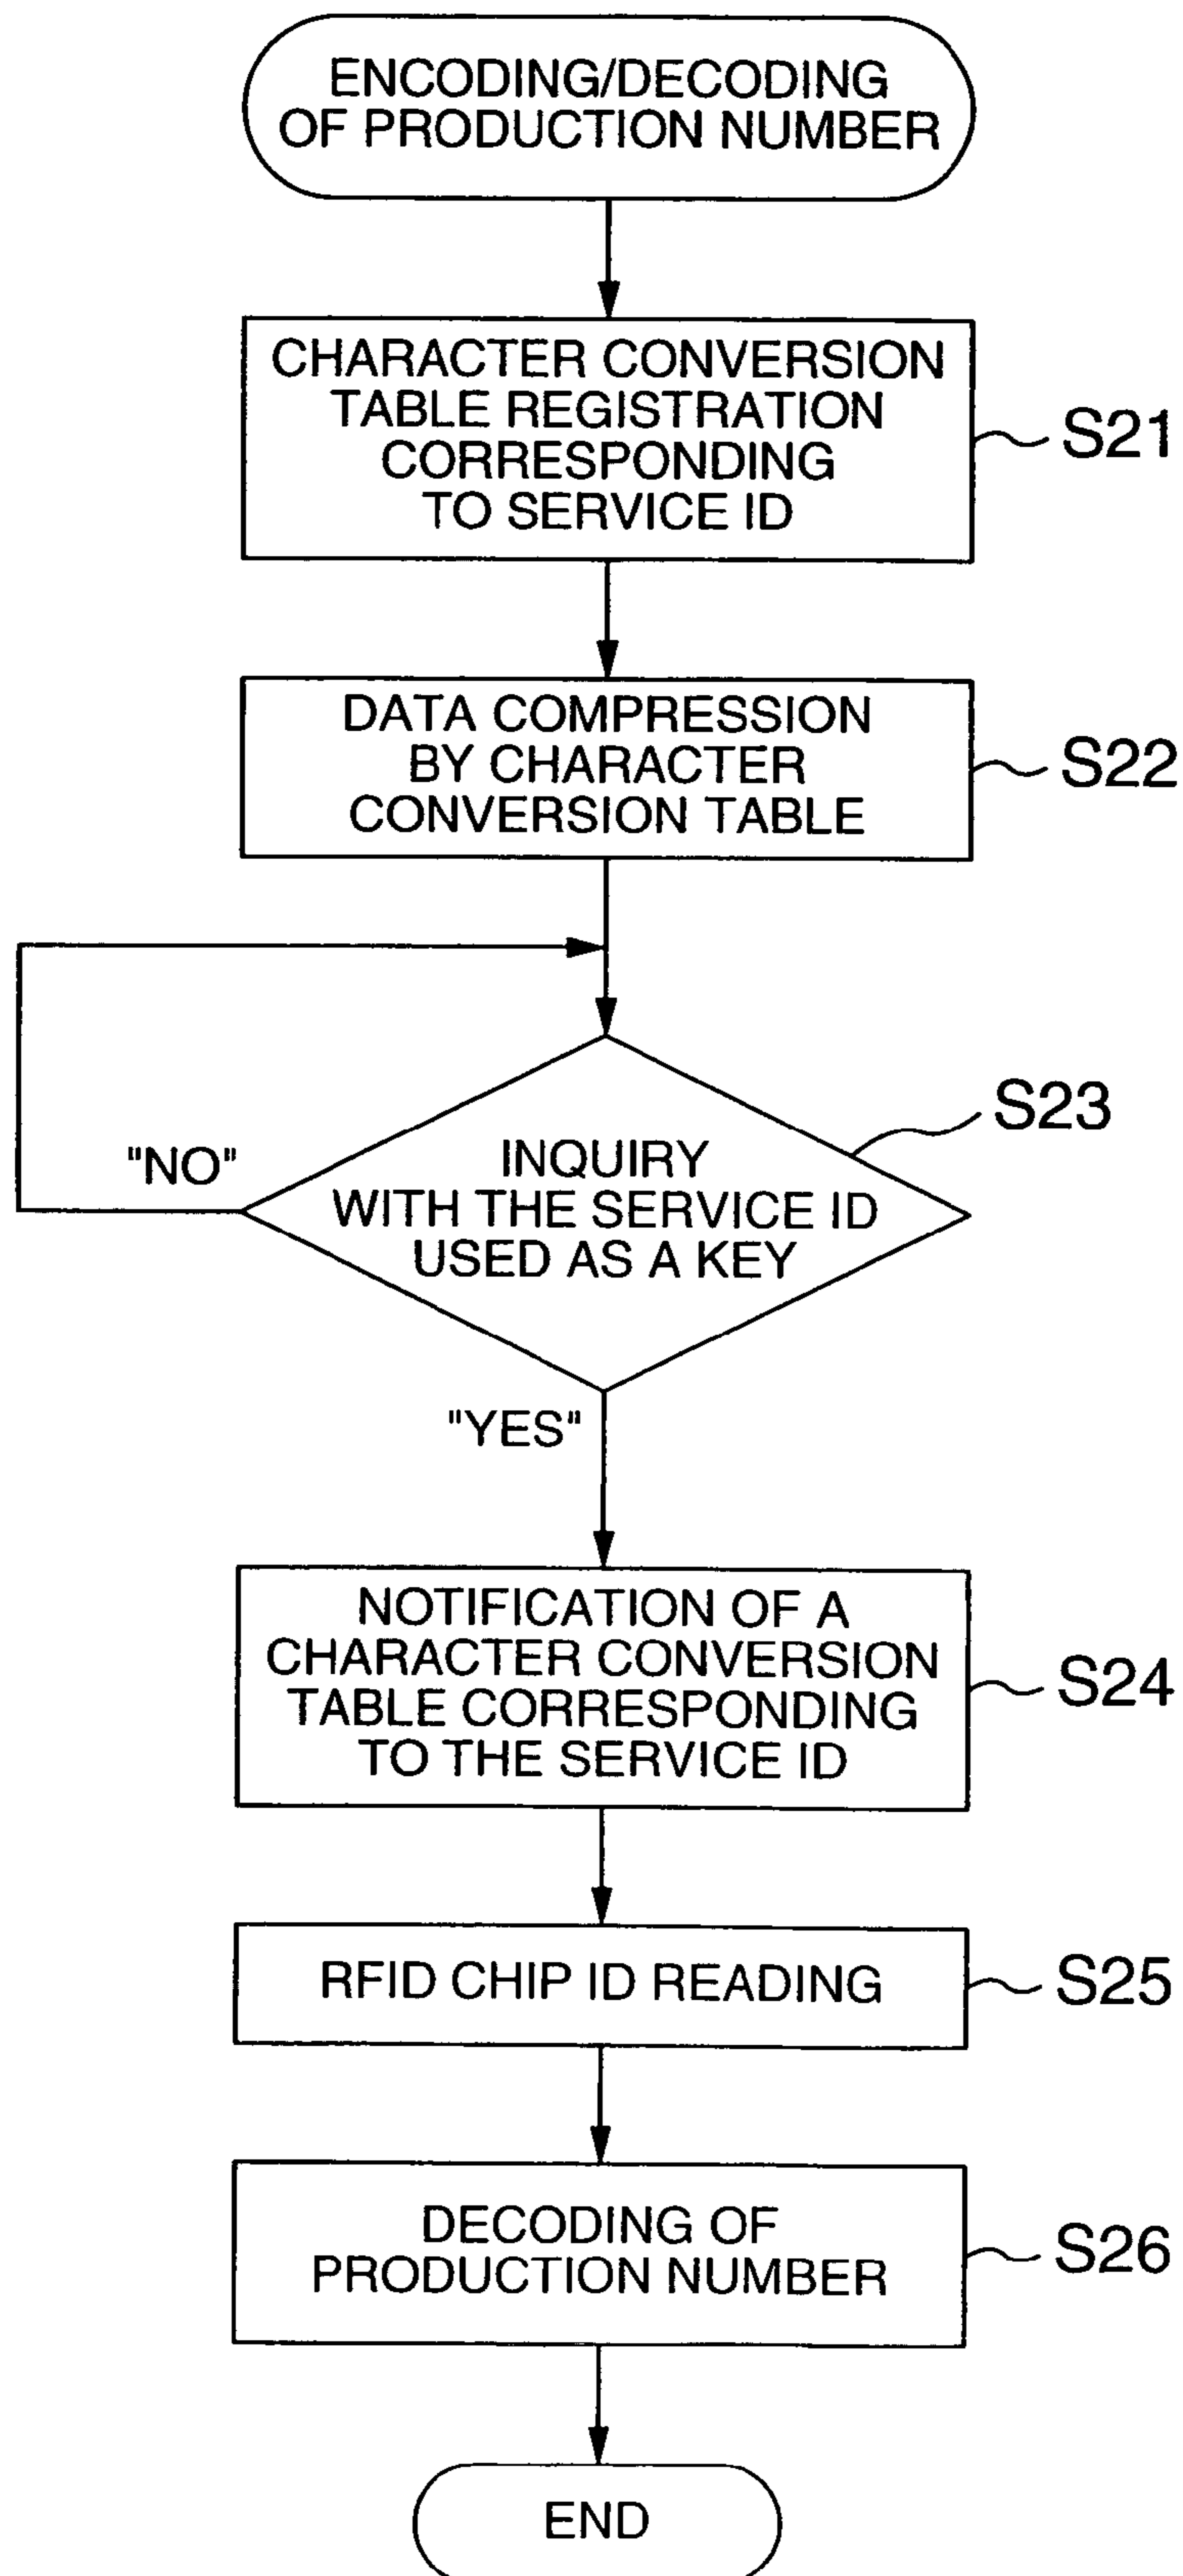 ENCODING/DECODING
OF PRODUCTION NUMBER
CHARACTER CONVERSION
TABLE REGISTRATION
CORRESPONDING
TO SERVICE ID
S21
DATA COMPRESSION
BY CHARACTER
CONVERSION TABLE
S22
S23
"NO"
INQUIRY
WITH THE SERVICE ID
USED AS A KEY
"YES"
NOTIFICATION OF A
CHARACTER CONVERSION
TABLE CORRESPONDING
TO THE SERVICE ID
S24
RFID CHIP ID READING
S25
DECODING OF
PRODUCTION NUMBER
S26
END